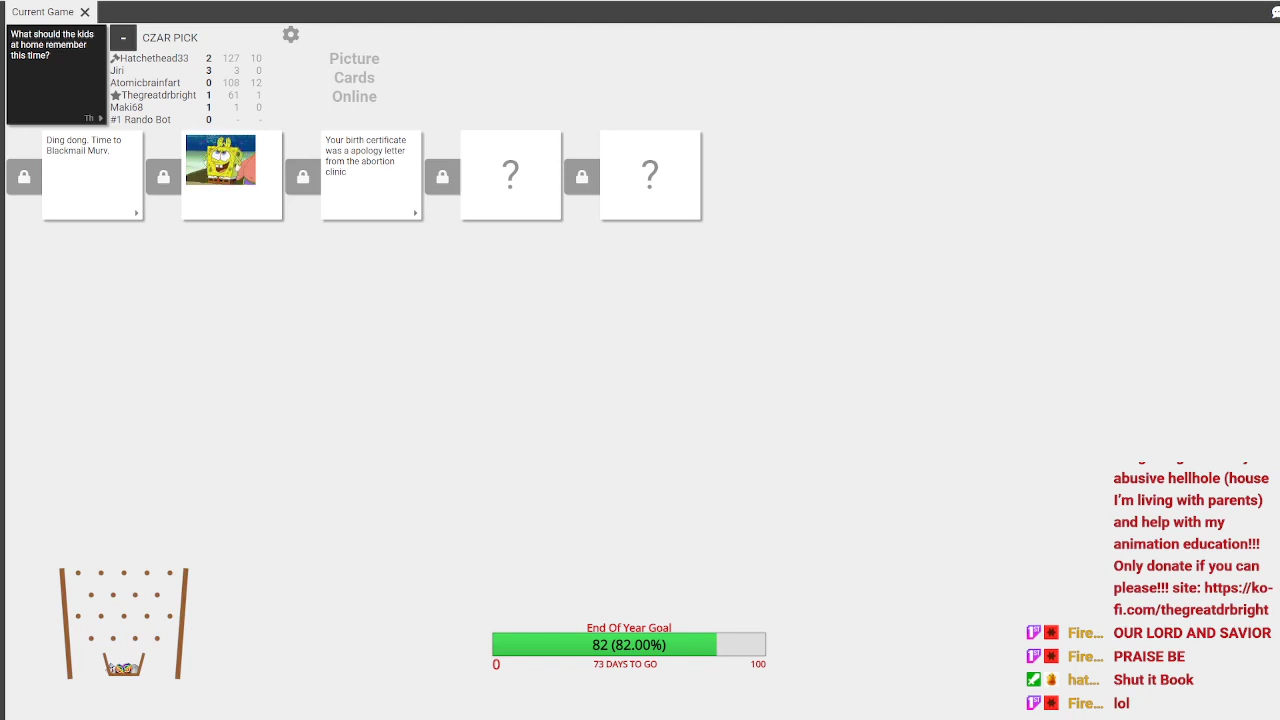 Current Game
What should the kids
at home remember
this time?
Th
-
CZAR PICK
Hatchethead33 2 127 10
Jiri 3 3 0
Atomicbrainfart 0 108 12
Thegreatdrbright 1 61 1
Maki68 1 1 0
#1 Rando Bot 0 - -
Picture
Cards
Online
Ding dong. Time to
Blackmail Murv.
Your birth certificate
was a apology letter
from the abortion
clinic
?
?
abusive hellhole (house
I'm living with parents)
and help with my
animation education!!!
Only donate if you can
please!!! site: https://ko-
fi.com/thegreatdrbright
Fire... OUR LORD AND SAVIOR
Fire... PRAISE BE
hat... Shut it Book
Fire... lol
End Of Year Goal
82 (82.00%)
0 73 DAYS TO GO 100